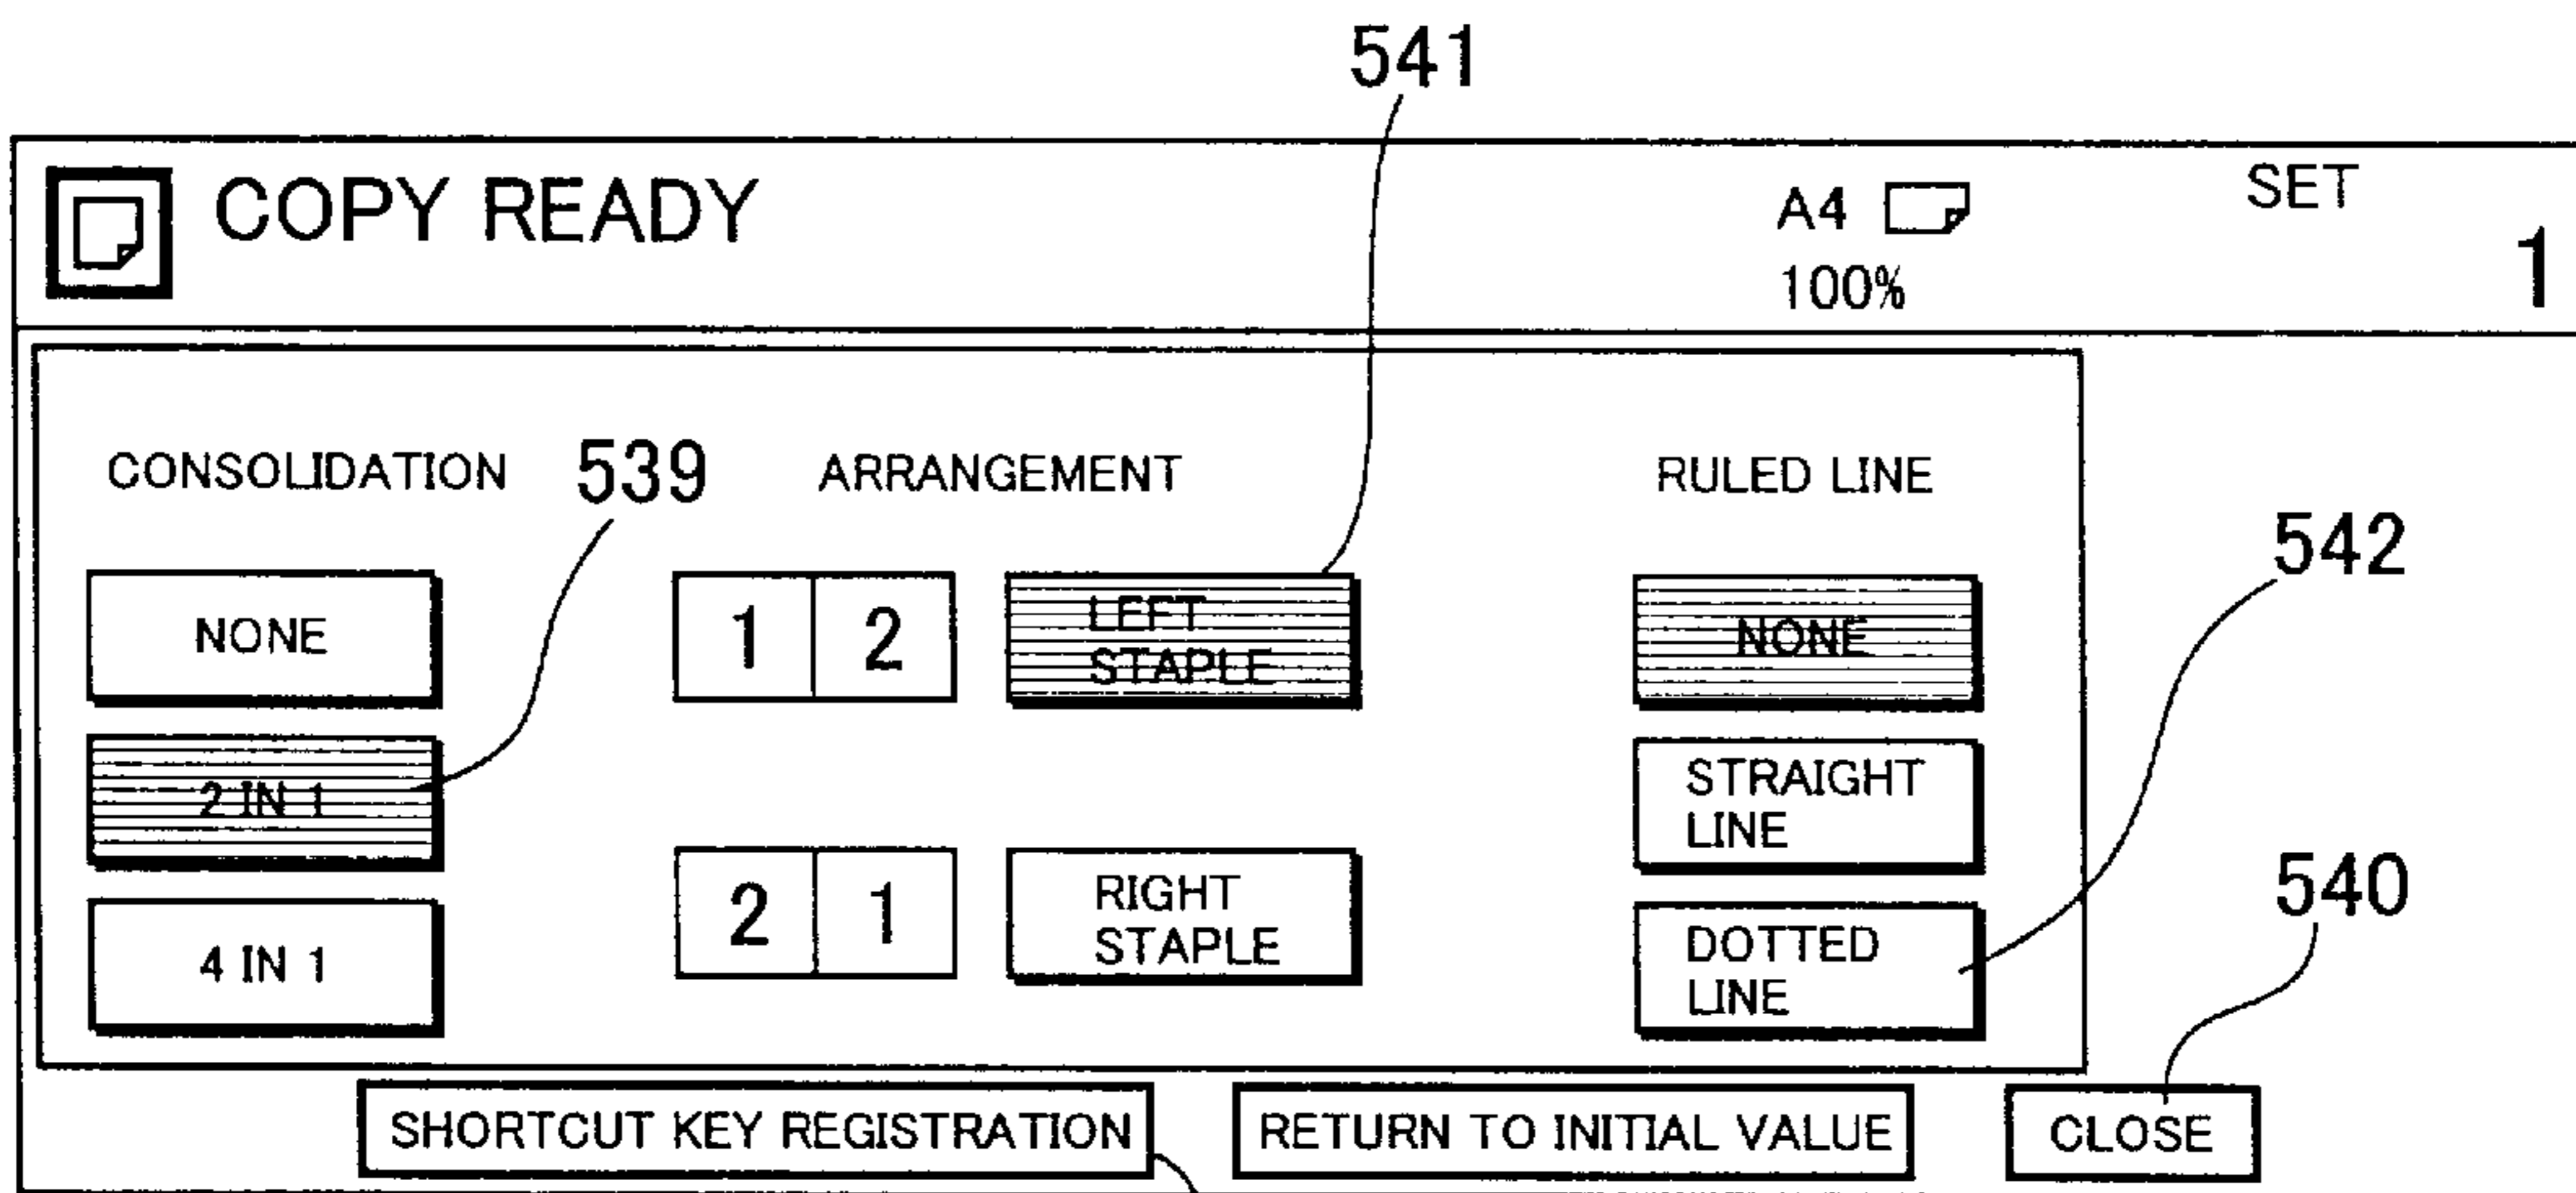 541
COPY READY
A4
SET
100%
1
CONSOLIDATION
539
ARRANGEMENT
RULED LINE
542
NONE
1 2
LEFT
STAPLE
NONE
2 IN 1
STRAIGHT
LINE
540
4 IN 1
2 1
RIGHT
STAPLE
DOTTED
LINE
SHORTCUT KEY REGISTRATION
RETURN TO INITIAL VALUE
CLOSE